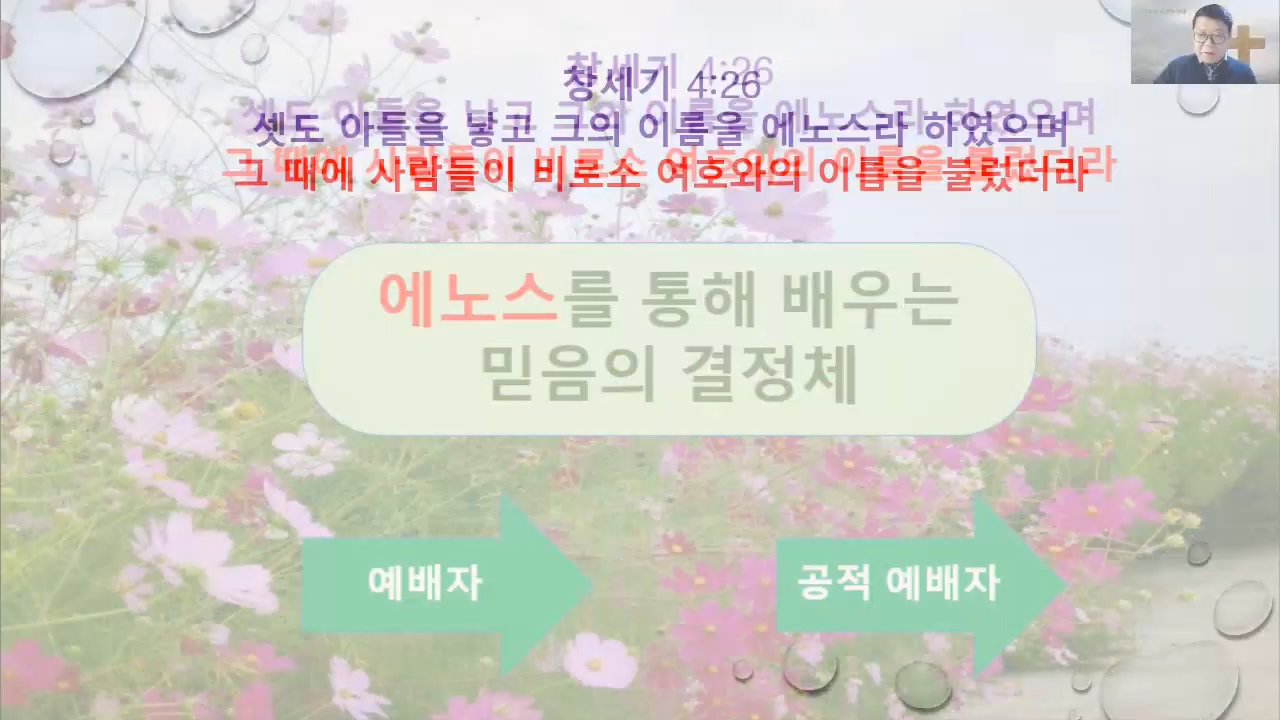 창세기 4:26
셋도 아들을 낳고 그의 이름을 에노스라 하였으며
그 때에 사람들이 비로소 여호와의 이름을 불렀더라
에노스를 통해 배우는
믿음의 결정체
예배자
공적 예배자